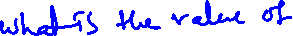 what is the value of